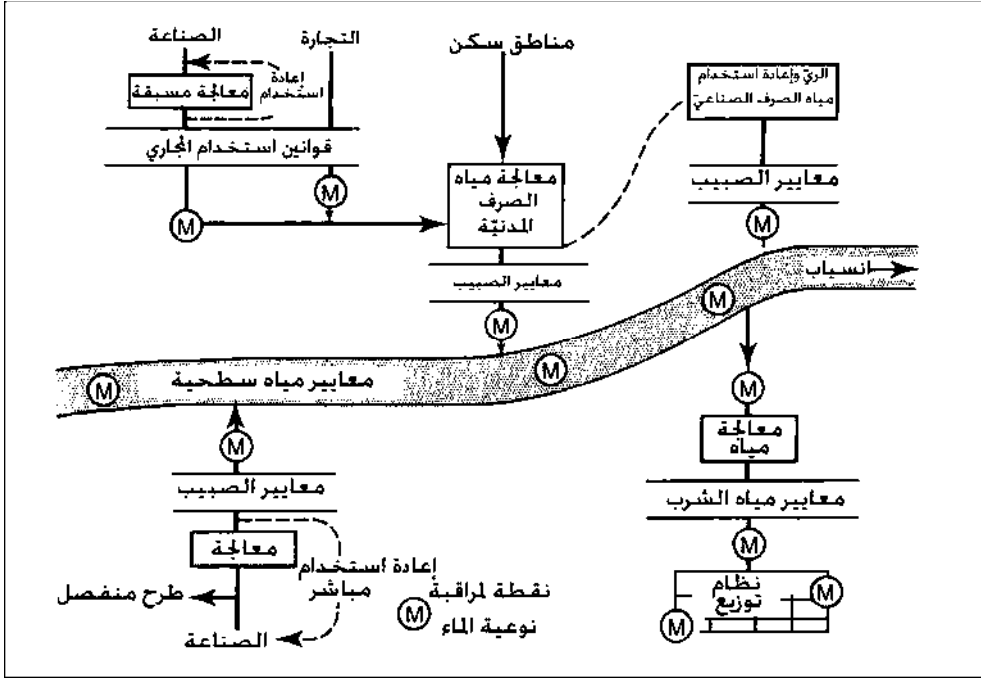 الصناعة
التجارة
مناطق سكن
إعادة
استخدام
معالجة مسبقة
الريّ وإعادة استخدام
مياه الصرف الصناعيّ
قوانين استخدام المجاري
معالجة مياه
الصرف
المدنيّة
معايير الصبيب
M
M
M
معايير الصبيب
انسياب
M
M
معايير مياه سطحية
M
M
M
M
معالجة
مياه
معايير الصبيب
معايير مياه الشرب
معالجة
M
إعادة استخدام
مباشر
طرح منفصل
الصناعة
نقطة لمراقبة
نوعية الماء
M
نظام
توزيع
M
M